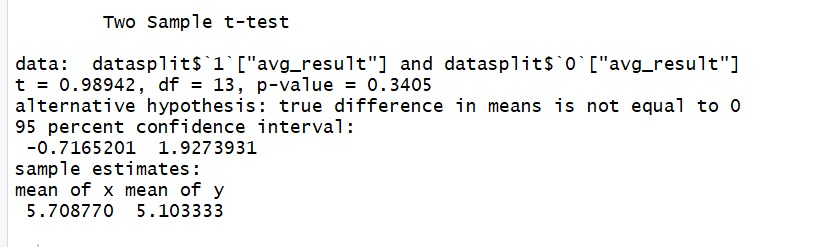 Two Sample t-test
data:  datasplit$`1`["avg_result"] and datasplit$`0`["avg_result"]
t = 0.98942, df = 13, p-value = 0.3405
alternative hypothesis: true difference in means is not equal to 0
95 percent confidence interval:
-0.7165201  1.9273931
sample estimates:
mean of x mean of y
5.708770  5.103333